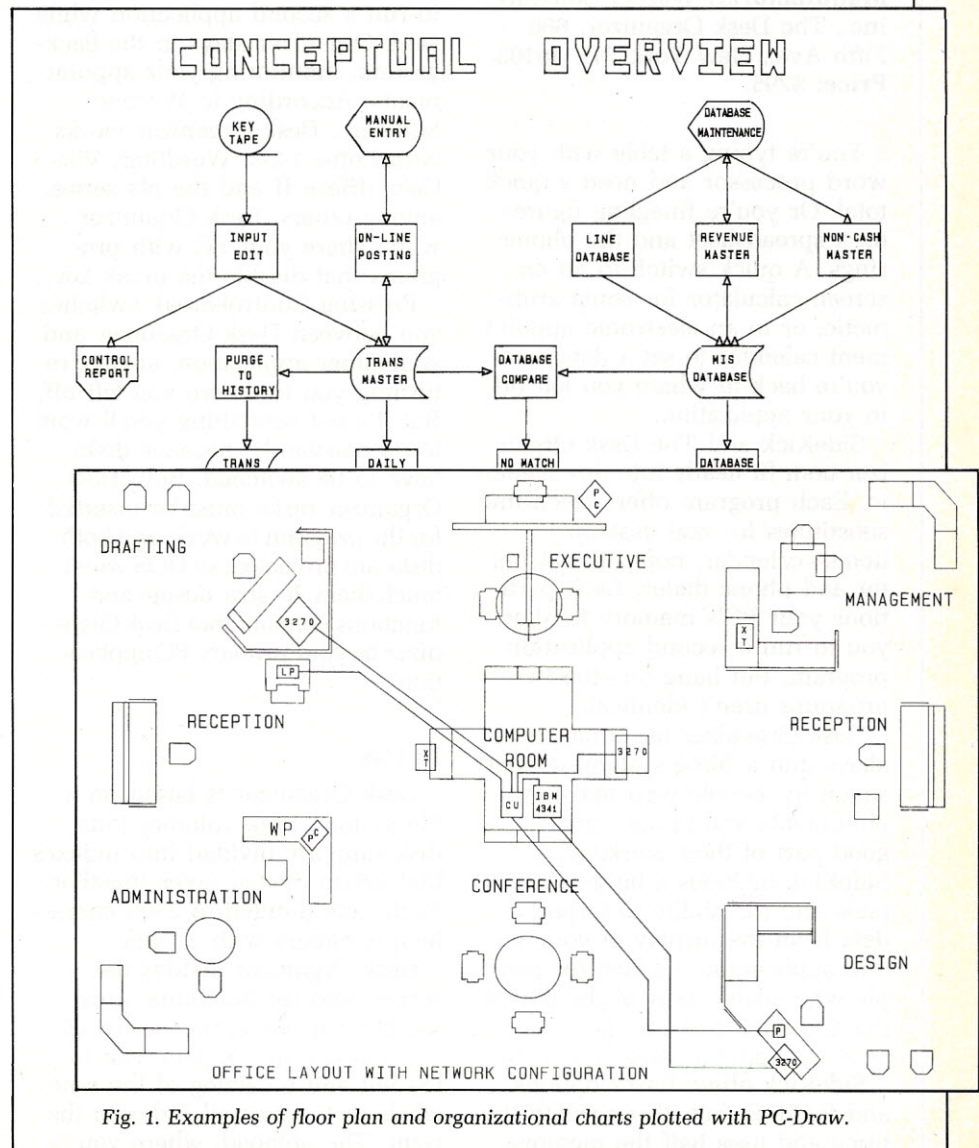 CONCEPTUAL OVERVIEW
KEY
TAPE
MANUAL
ENTRY
DATABASE
MAINTENANCE
INPUT
EDIT
ON-LINE
POSTING
LINE
DATABASE
REVENUE
MASTER
NON-CASH
MASTER
CONTROL
REPORT
PURGE
TO
HISTORY
TRANS
MASTER
DATABASE
COMPARE
HIS
DATABASE
TRANS
DAILY
NO MATCH
DATABASE
DRAFTING
PC
EXECUTIVE
MANAGEMENT
XT
3270
LP
RECEPTION
COMPUTER
ROOM
XT
3270
RECEPTION
CU
IBM
4341
WP
PC
ADMINISTRATION
CONFERENCE
DESIGN
P
3270
OFFICE LAYOUT WITH NETWORK CONFIGURATION
Fig. 1. Examples of floor plan and organizational charts plotted with PC-Draw.